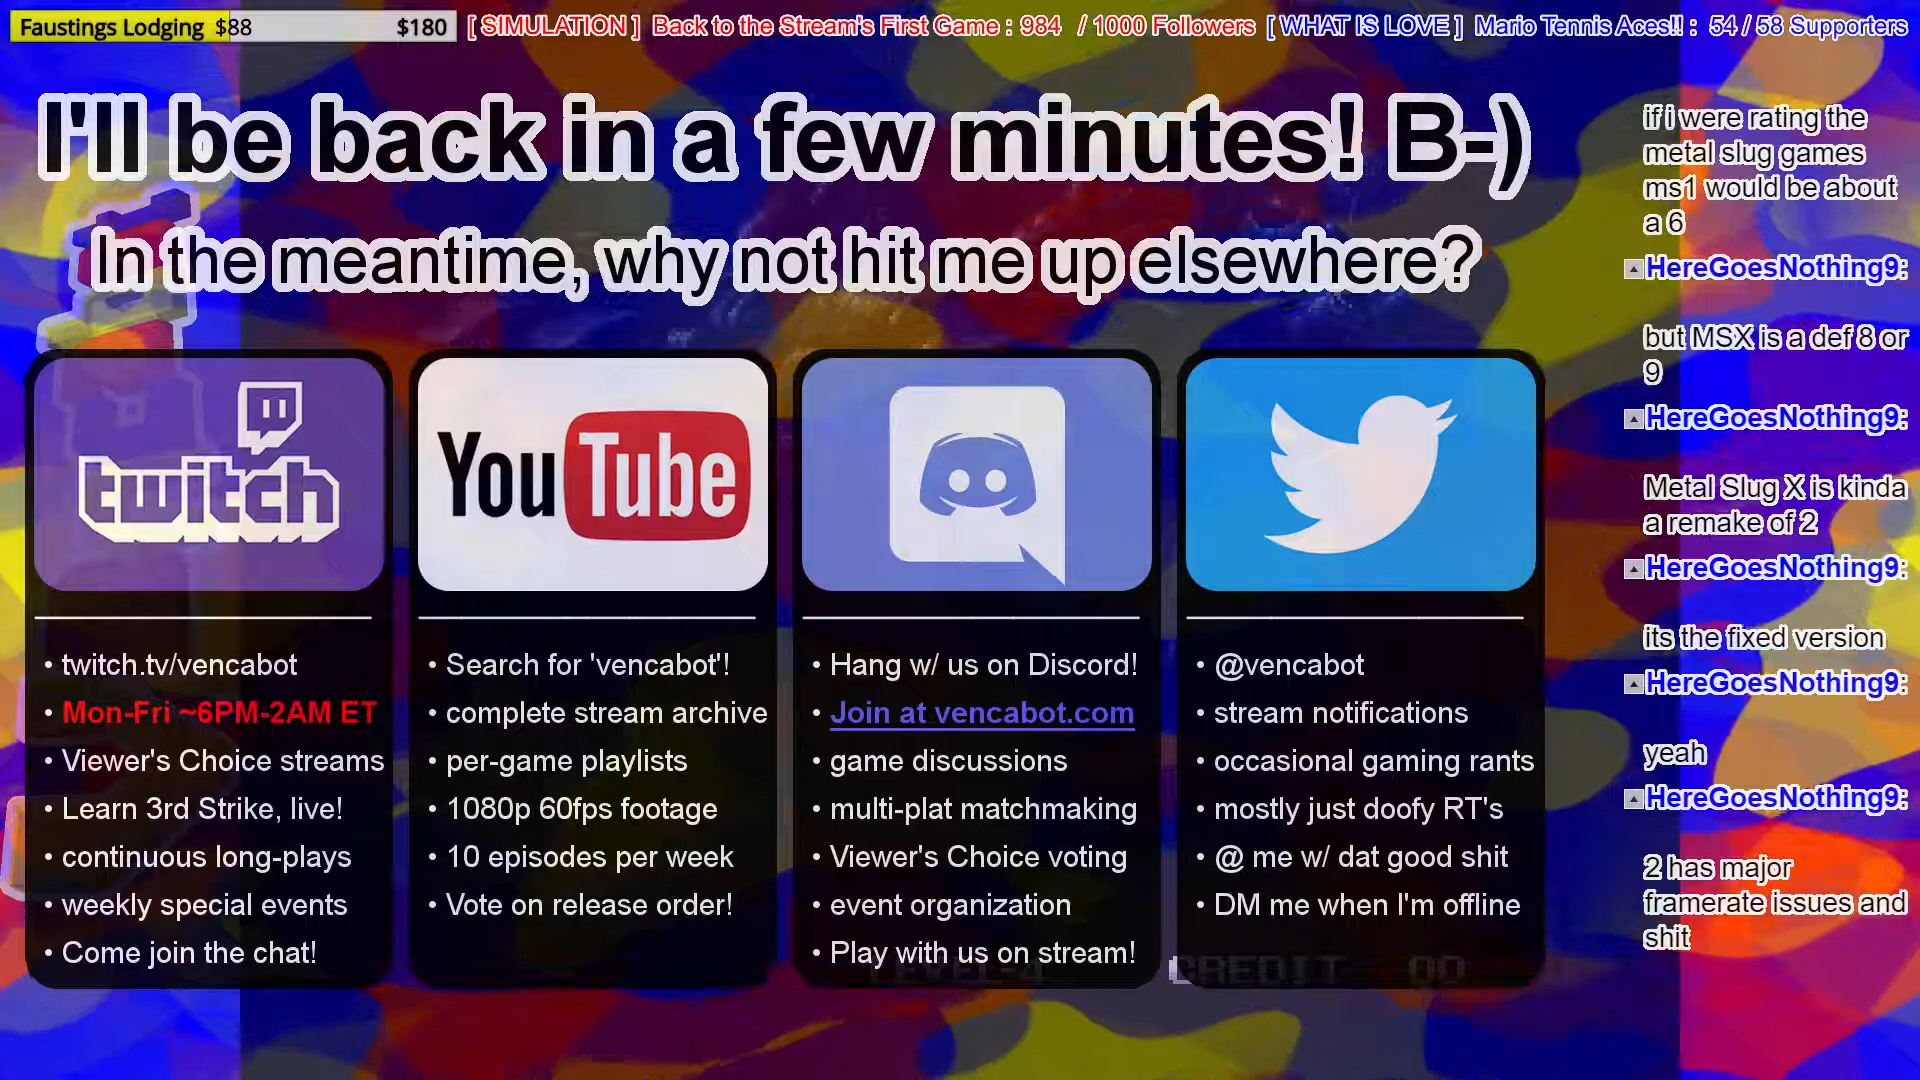 Faustings Lodging $88 $180 [ SIMULATION ] Back to the Stream's First Game : 984 / 1000 Followers [ WHAT IS LOVE ] Mario Tennis Aces!! : 54 / 58 Supporters
I'll be back in a few minutes! B-)
In the meantime, why not hit me up elsewhere?
twitch
• twitch.tv/vencabot
• Mon-Fri ~6PM-2AM ET
• Viewer's Choice streams
• Learn 3rd Strike, live!
• continuous long-plays
• weekly special events
• Come join the chat!
YouTube
• Search for 'vencabot'!
• complete stream archive
• per-game playlists
• 1080p 60fps footage
• 10 episodes per week
• Vote on release order!
• Hang w/ us on Discord!
• Join at vencabot.com
• game discussions
• multi-plat matchmaking
• Viewer's Choice voting
• event organization
• Play with us on stream!
• @vencabot
• stream notifications
• occasional gaming rants
• mostly just doofy RT's
• @ me w/ dat good shit
• DM me when I'm offline
LEVEL-4 CREDIT 00
if i were rating the
metal slug games
ms1 would be about
a 6
HereGoesNothing9:
but MSX is a def 8 or
9
HereGoesNothing9:
Metal Slug X is kinda
a remake of 2
HereGoesNothing9:
its the fixed version
HereGoesNothing9:
yeah
HereGoesNothing9:
2 has major
framerate issues and
shit